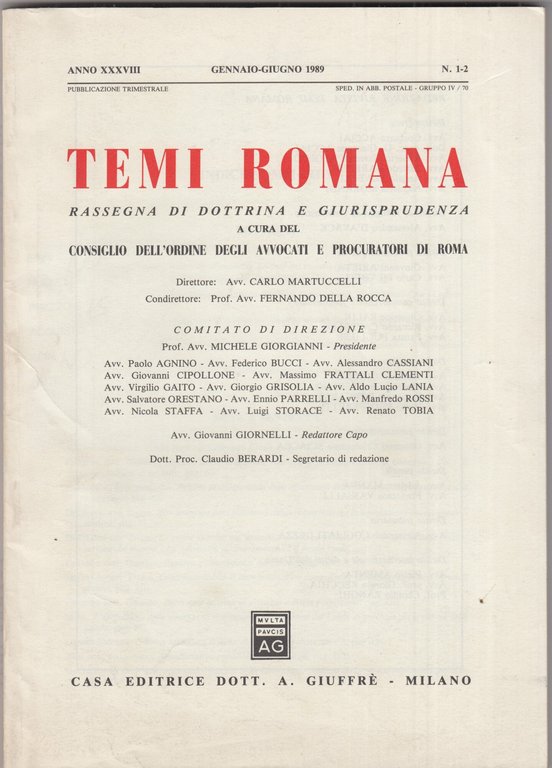 ANNO XXXVIII GENNAIO-GIUGNO 1989 N. 1-2
PUBBLICAZIONE TRIMESTRALE SPED. IN ABB. POSTALE - GRUPPO IV / 70
TEMI ROMANA
RASSEGNA DI DOTTRINA E GIURISPRUDENZA
A CURA DEL
CONSIGLIO DELL'ORDINE DEGLI AVVOCATI E PROCURATORI DI ROMA
Direttore: Avv. CARLO MARTUCCELLI
Condirettore: Prof. Avv. FERNANDO DELLA ROCCA
COMITATO DI DIREZIONE
Prof. Avv. MICHELE GIORGIANNI - Presidente
Avv. Paolo AGNINO - Avv. Federico BUCCI - Avv. Alessandro CASSIANI
Avv. Giovanni CIPOLLONE - Avv. Massimo FRATTALI CLEMENTI
Avv. Virgilio GAITO - Avv. Giorgio GRISOLIA - Avv. Aldo Lucio LANIA
Avv. Salvatore ORESTANO - Avv. Ennio PARRELLI - Avv. Manfredo ROSSI
Avv. Nicola STAFFA - Avv. Luigi STORACE - Avv. Renato TOBIA
Avv. Giovanni GIORNELLI - Redattore Capo
Dott. Proc. Claudio BERARDI - Segretario di redazione
MVLTA
PAVCIS
AG
CASA EDITRICE DOTT. A. GIUFFRÈ - MILANO